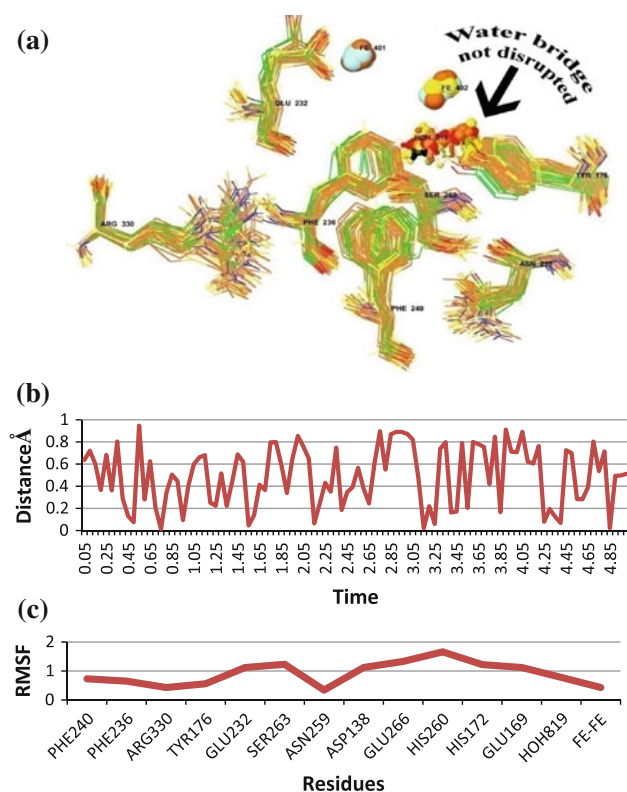 (a)
Water bridge
not disrupted
FE 401
FE 402
GLU 232
TYR 176
SER 263
ARG 330
PHE 236
PHE 240
(b)
Distance Å
1
0.8
0.6
0.4
0.2
0
0.05 0.25 0.45 0.65 0.85 1.05 1.25 1.45 1.65 1.85 2.05 2.25 2.45 2.65 2.85 3.05 3.25 3.45 3.65 3.85 4.05 4.25 4.45 4.65 4.85
Time
(c)
RMSF
2
1
0
PHE240 PHE236 ARG330 TYR176 GLU232 SER263 ASN259 ASP138 GLU266 HIS260 HIS172 GLU169 HOH819 FE-FE
Residues